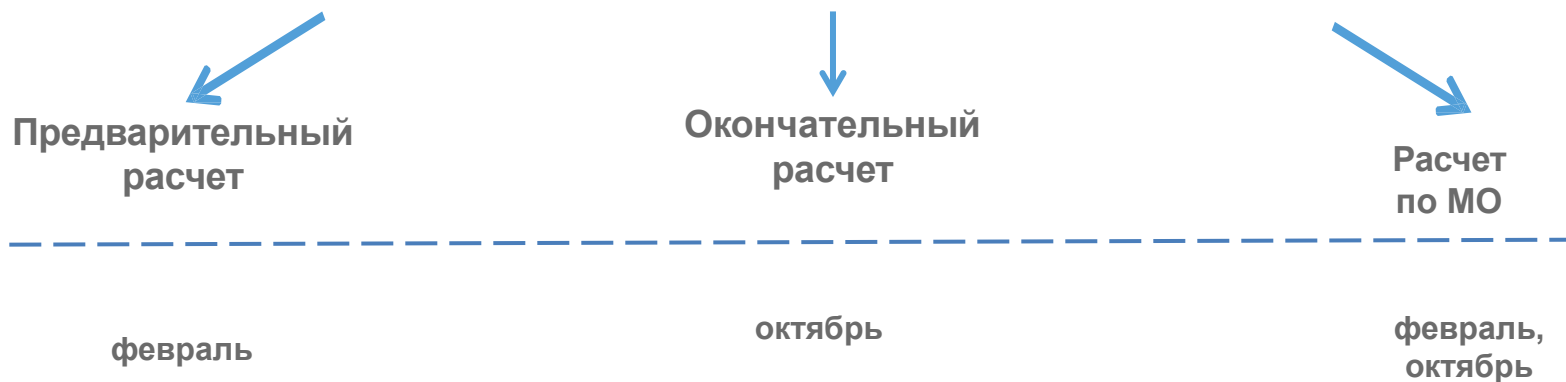 Предварительный
расчет
Окончательный
расчет
Расчет
по МО
февраль
октябрь
февраль,
октябрь